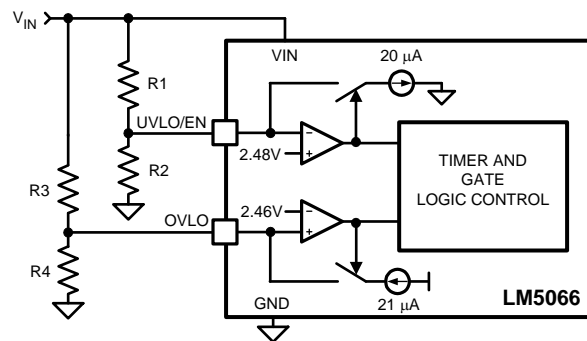 VIN
VIN
20 µA
R1
UVLO/EN
2.48V
R2
TIMER AND
GATE
LOGIC CONTROL
R3
2.46V
OVLO
R4
GND
21 µA
LM5066